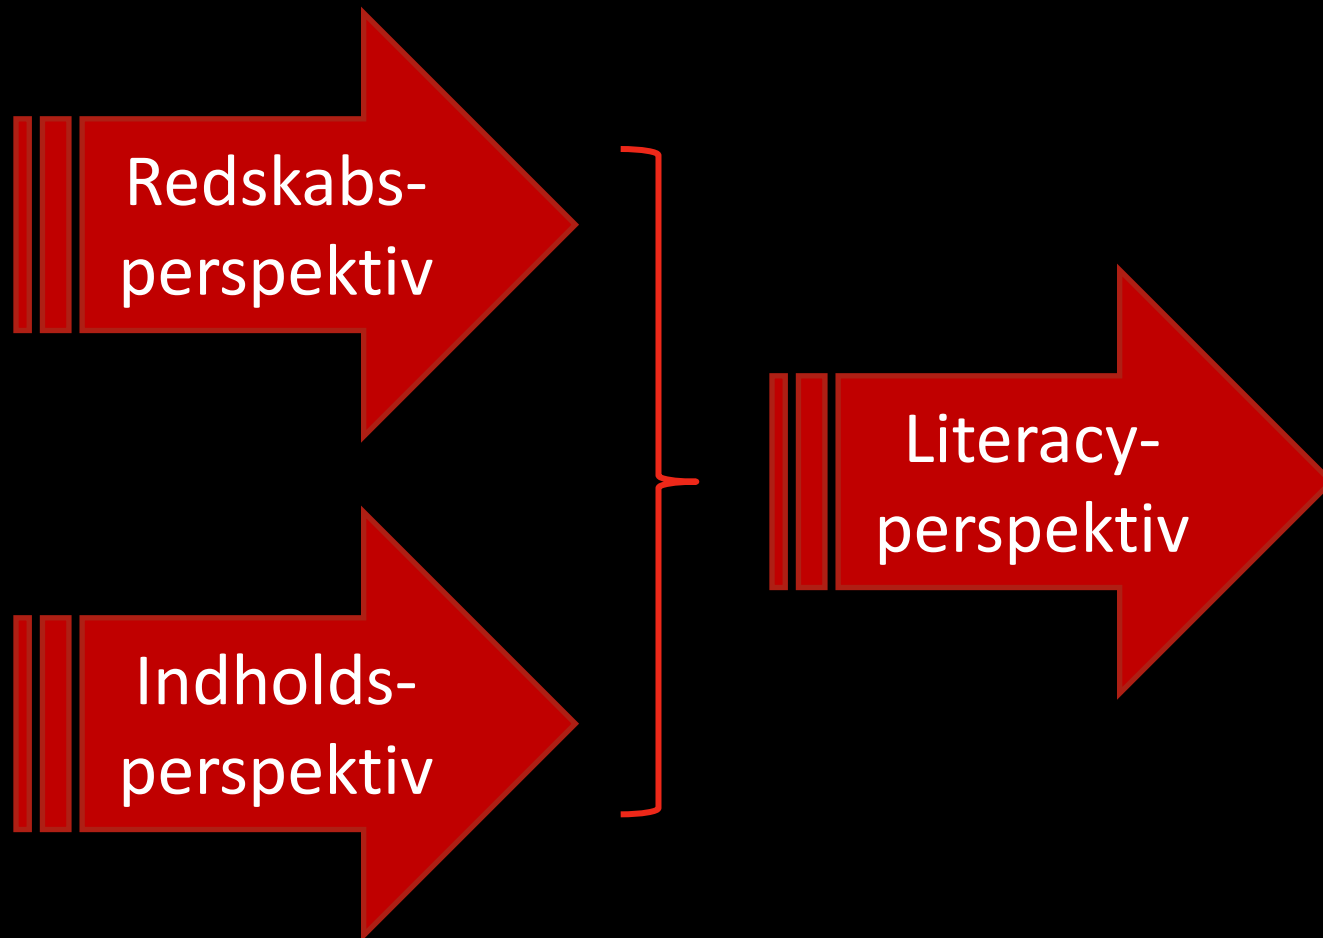 Redskabs-
perspektiv
Indholds-
perspektiv
Literacy-
perspektiv